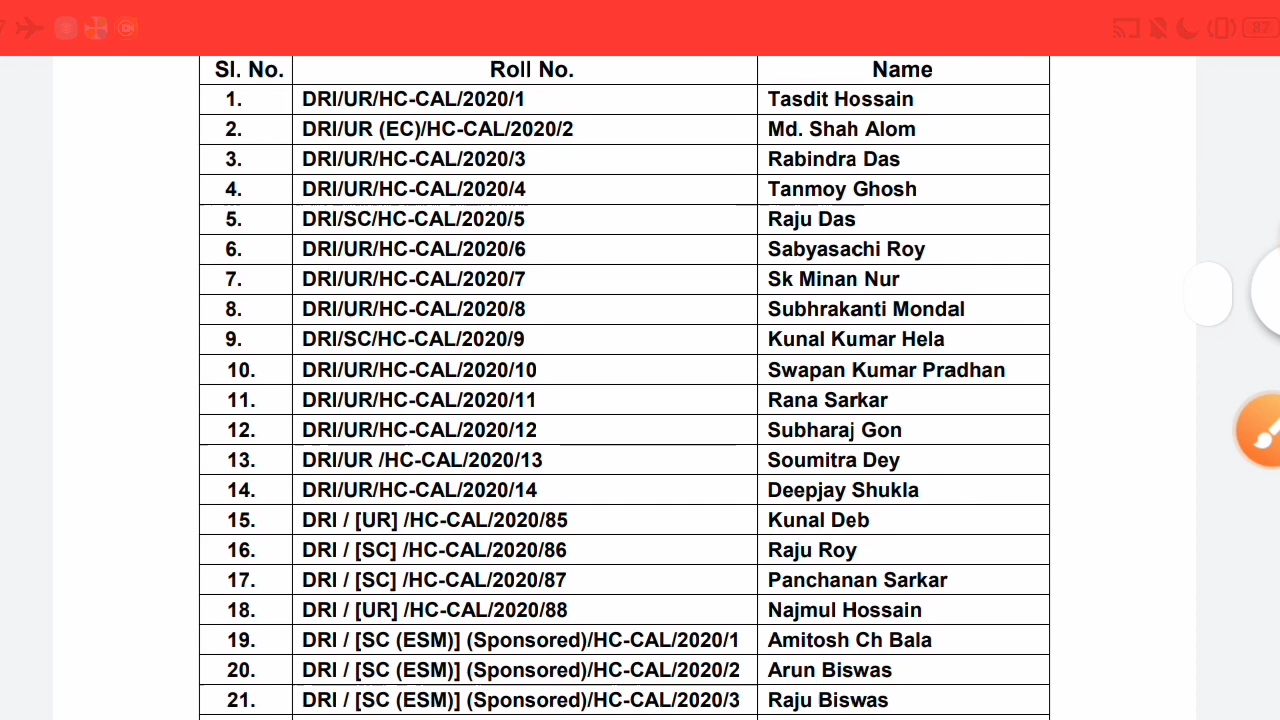 87
Sl. No. Roll No. Name
1. DRI/UR/HC-CAL/2020/1 Tasdit Hossain
2. DRI/UR (EC)/HC-CAL/2020/2 Md. Shah Alom
3. DRI/UR/HC-CAL/2020/3 Rabindra Das
4. DRI/UR/HC-CAL/2020/4 Tanmoy Ghosh
5. DRI/SC/HC-CAL/2020/5 Raju Das
6. DRI/UR/HC-CAL/2020/6 Sabyasachi Roy
7. DRI/UR/HC-CAL/2020/7 Sk Minan Nur
8. DRI/UR/HC-CAL/2020/8 Subhrakanti Mondal
9. DRI/SC/HC-CAL/2020/9 Kunal Kumar Hela
10. DRI/UR/HC-CAL/2020/10 Swapan Kumar Pradhan
11. DRI/UR/HC-CAL/2020/11 Rana Sarkar
12. DRI/UR/HC-CAL/2020/12 Subharaj Gon
13. DRI/UR /HC-CAL/2020/13 Soumitra Dey
14. DRI/UR/HC-CAL/2020/14 Deepjay Shukla
15. DRI / [UR] /HC-CAL/2020/85 Kunal Deb
16. DRI / [SC] /HC-CAL/2020/86 Raju Roy
17. DRI / [SC] /HC-CAL/2020/87 Panchanan Sarkar
18. DRI / [UR] /HC-CAL/2020/88 Najmul Hossain
19. DRI / [SC (ESM)] (Sponsored)/HC-CAL/2020/1 Amitosh Ch Bala
20. DRI / [SC (ESM)] (Sponsored)/HC-CAL/2020/2 Arun Biswas
21. DRI / [SC (ESM)] (Sponsored)/HC-CAL/2020/3 Raju Biswas